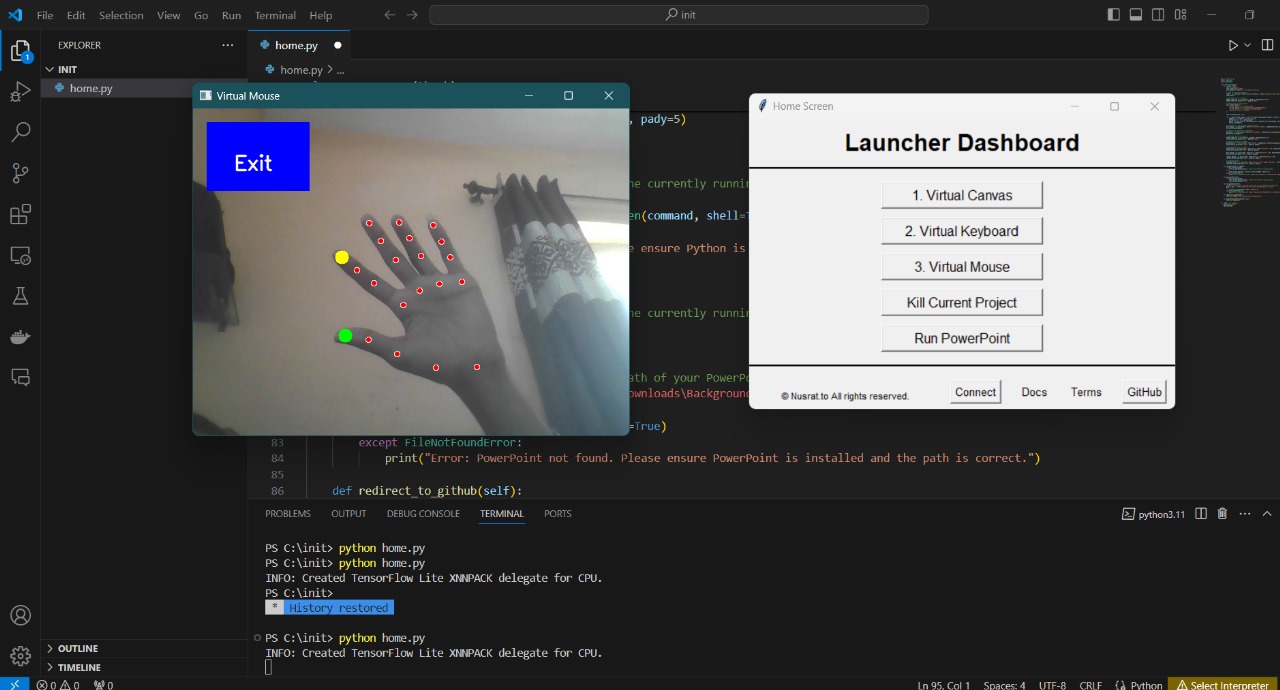 File Edit Selection View Go Run Terminal Help
init
EXPLORER
INIT
home.py
home.py
home.py > ...
Virtual Mouse
Exit
, pady=5)
he currently runnin
en(command, shell=T
e ensure Python is
he currently runnin
ath of your PowerPo
ownloads\Background
=True)
83 except FileNotFoundError:
84 print("Error: PowerPoint not found. Please ensure PowerPoint is installed and the path is correct.")
85
86 def redirect_to_github(self):
Home Screen
Launcher Dashboard
1. Virtual Canvas
2. Virtual Keyboard
3. Virtual Mouse
Kill Current Project
Run PowerPoint
© Nusrat.to All rights reserved.
Connect Docs Terms GitHub
PROBLEMS OUTPUT DEBUG CONSOLE TERMINAL PORTS
python3.11
PS C:\init> python home.py
PS C:\init> python home.py
INFO: Created TensorFlow Lite XNNPACK delegate for CPU.
PS C:\init>
* History restored
PS C:\init> python home.py
INFO: Created TensorFlow Lite XNNPACK delegate for CPU.
OUTLINE
TIMELINE
1
0 0 0 Ln 95, Col 1 Spaces: 4 UTF-8 CRLF Python Select Interpreter